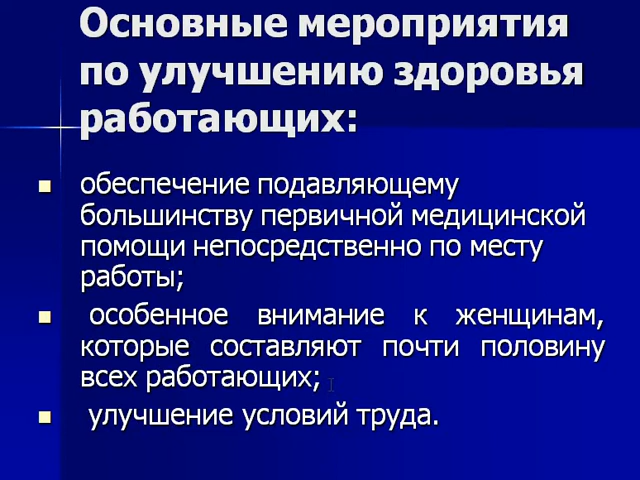 Основные мероприятия
по улучшению здоровья
работающих:
обеспечение подавляющему
большинству первичной медицинской
помощи непосредственно по месту
работы;
особенное внимание к женщинам,
которые составляют почти половину
всех работающих;
улучшение условий труда.